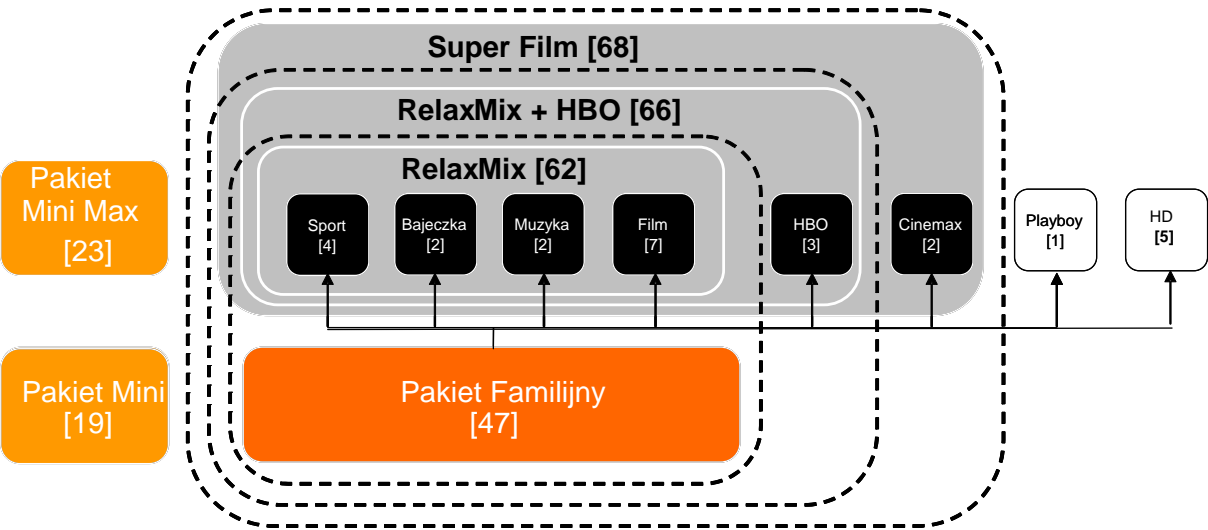 Super Film [68]
RelaxMix + HBO [66]
RelaxMix [62]
Pakiet
Mini Max
[23]
Sport
[4]
Bajeczka
[2]
Muzyka
[2]
Film
[7]
HBO
[3]
Cinemax
[2]
Playboy
[1]
HD
[5]
Pakiet Mini
[19]
Pakiet Familijny
[47]